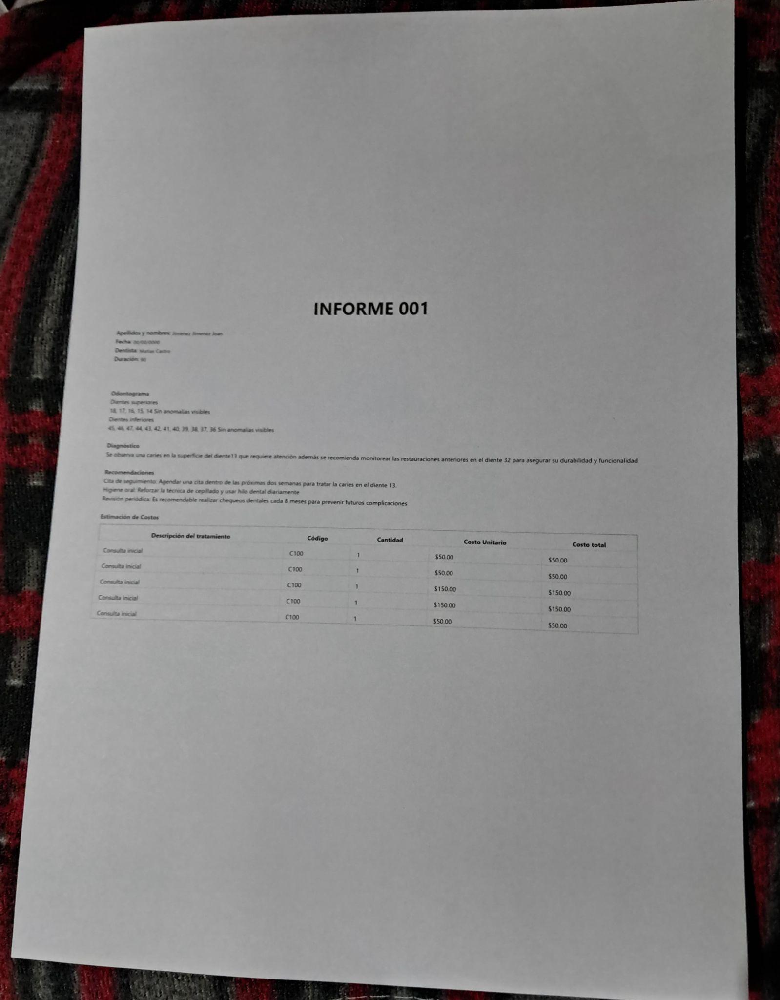 INFORME 001
Apellidos y nombres: Jimenez Jimenez Joan
Fecha: 00/00/0000
Dentista: Matias Castro
Duración: 90
Odontograma
Dientes superiores
18, 17, 16, 15, 14 Sin anomalías visibles
Dientes inferiores
45, 46, 47, 44, 43, 42, 41, 40, 39, 38, 37, 36 Sin anomalías visibles
Diagnóstico
Se observa una caries en la superficie del diente13 que requiere atención además se recomienda monitorear las restauraciones anteriores en el diente 32 para asegurar su durabilidad y funcionalidad
Recomendaciones
Cita de seguimiento: Agendar una cita dentro de las próximas dos semanas para tratar la caries en el diente 13.
Higiene oral: Reforzar la técnica de cepillado y usar hilo dental diariamente
Revisión periódica: Es recomendable realizar chequeos dentales cada 8 meses para prevenir futuros complicaciones
Estimación de Costos
Descripción del tratamiento Código Cantidad Costo Unitario Costo total
Consulta inicial C100 1 $50.00 $50.00
Consulta inicial C100 1 $50.00 $50.00
Consulta inicial C100 1 $150.00 $150.00
Consulta inicial C100 1 $150.00 $150.00
Consulta inicial C100 1 $50.00 $50.00